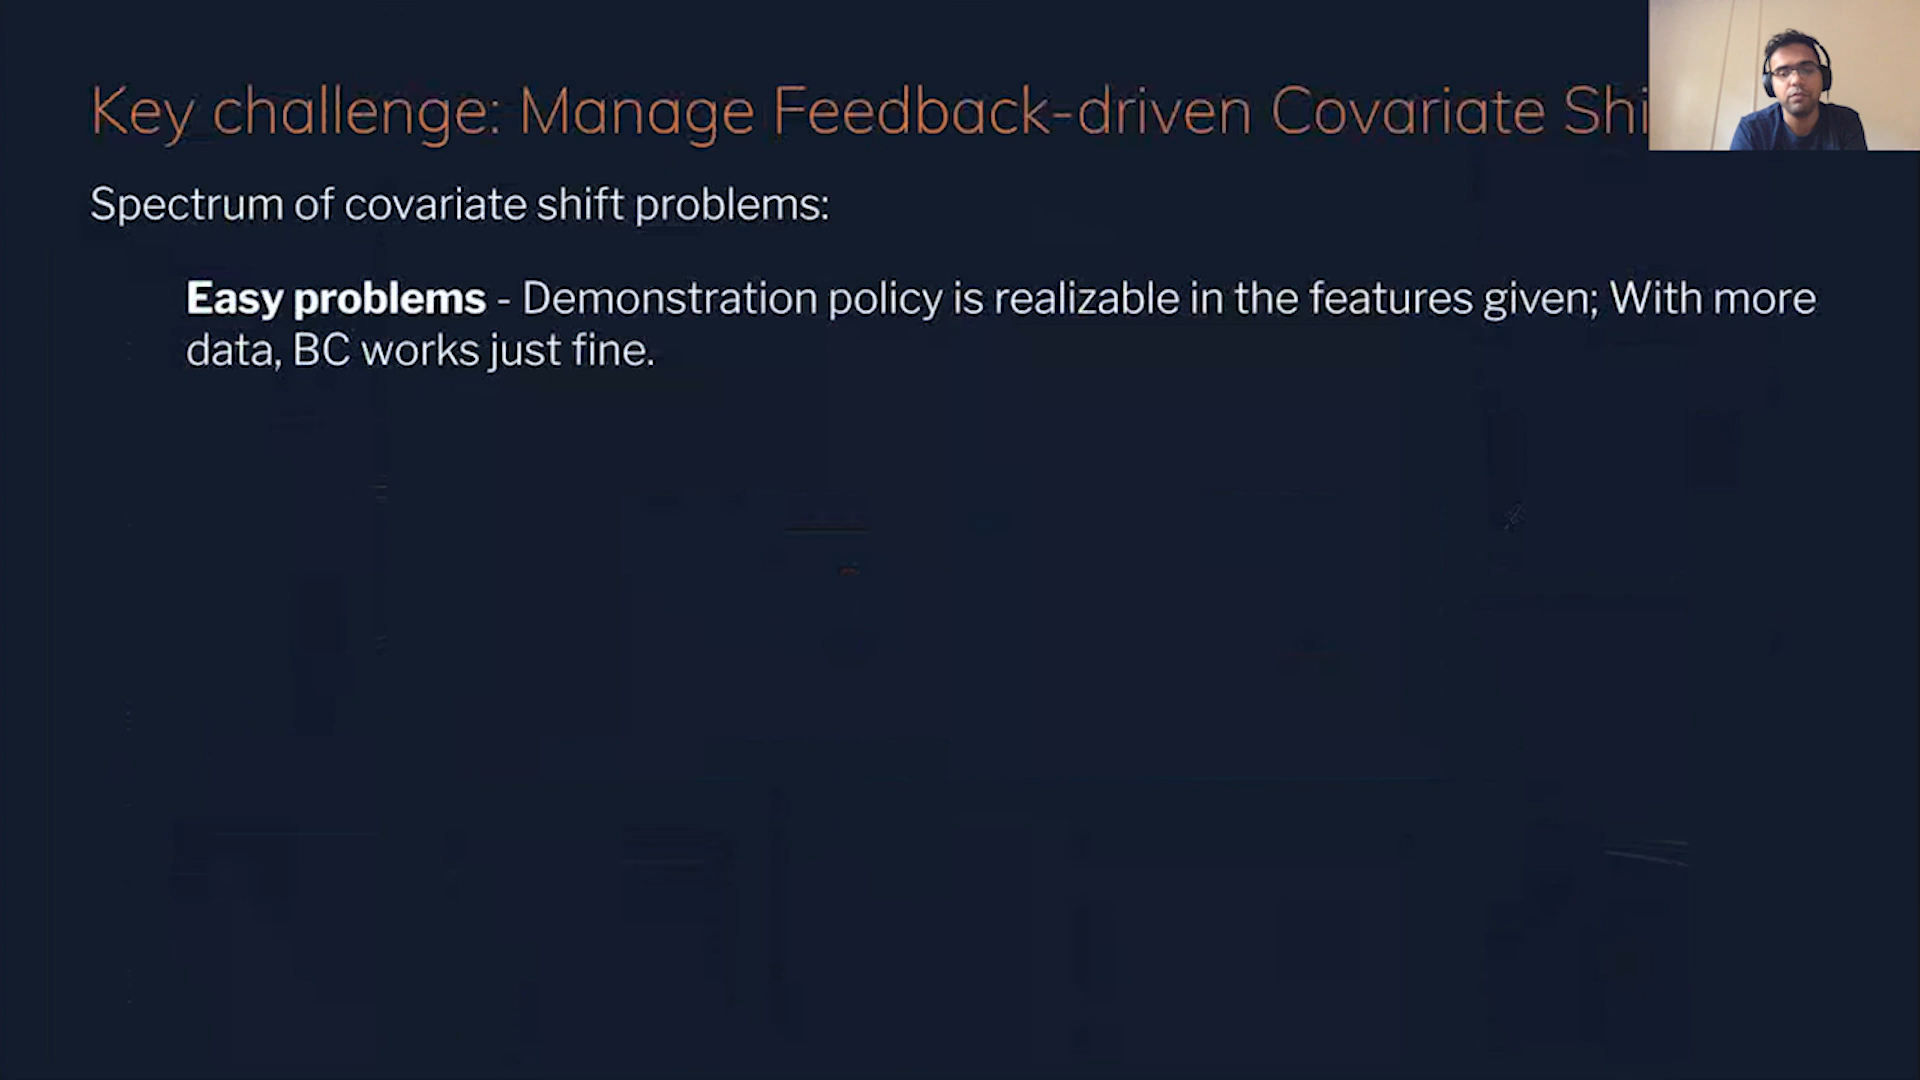 Key challenge: Manage Feedback-driven Covariate Shi
Spectrum of covariate shift problems:
Easy problems - Demonstration policy is realizable in the features given; With more
data, BC works just fine.